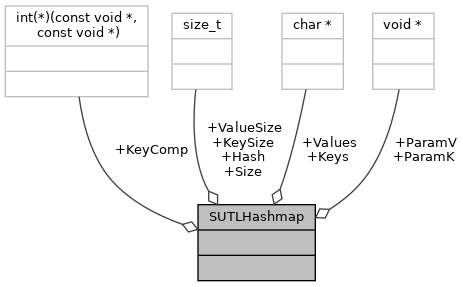 int(*)(const void *,
const void *)
size_t
char *
void *
+KeyComp
+ValueSize
+KeySize
+Hash
+Size
+Values
+Keys
+ParamV
+ParamK
SUTLHashmap